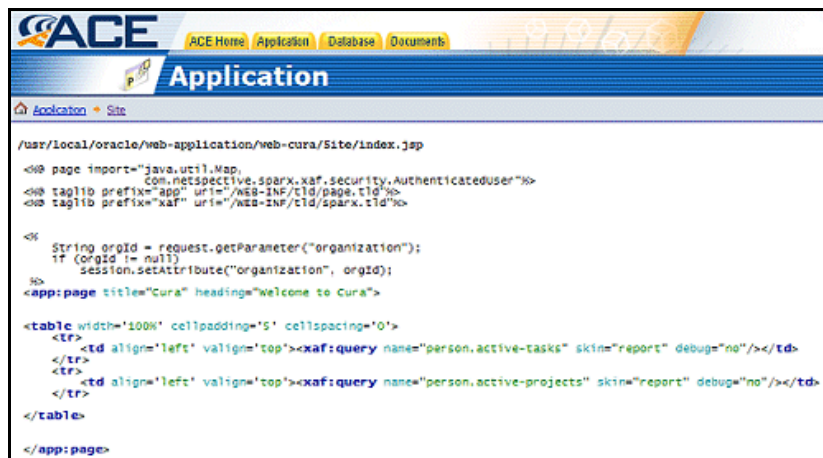 ACE
ACE Home Application Database Documents
P
Application
Application Site
/usr/local/oracle/web-application/web-cura/Site/index.jsp
<%@ page import="java.util.Map,
com.netspective.sparx.xaf.security.AuthenticatedUser"%>
<%@ taglib prefix="app" uri="/WEB-INF/tld/page.tld"%>
<%@ taglib prefix="xaf" uri="/WEB-INF/tld/sparx.tld"%>
<%
String orgId = request.getParameter("organization");
if (orgId != null)
session.setAttribute("organization", orgId);
%>
<app:page title="Cura" heading="Welcome to Cura">
<table width='100%' cellpadding='5' cellspacing='0'>
<tr>
<td align='left' valign='top'><xaf:query name="person.active-tasks" skin="report" debug="no"/></td>
</tr>
<tr>
<td align='left' valign='top'><xaf:query name="person.active-projects" skin="report" debug="no"/></td>
</tr>
</table>
</app:page>